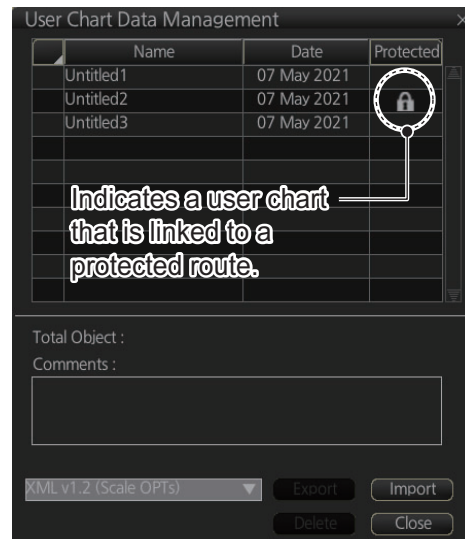 User Chart Data Management
Name Date Protected
Untitled1 07 May 2021
Untitled2 07 May 2021
Untitled3 07 May 2021
Indicates a user chart
that is linked to a
protected route.
Total Object :
Comments :
XML v1.2 (Scale OPTs) Export Import
Delete Close